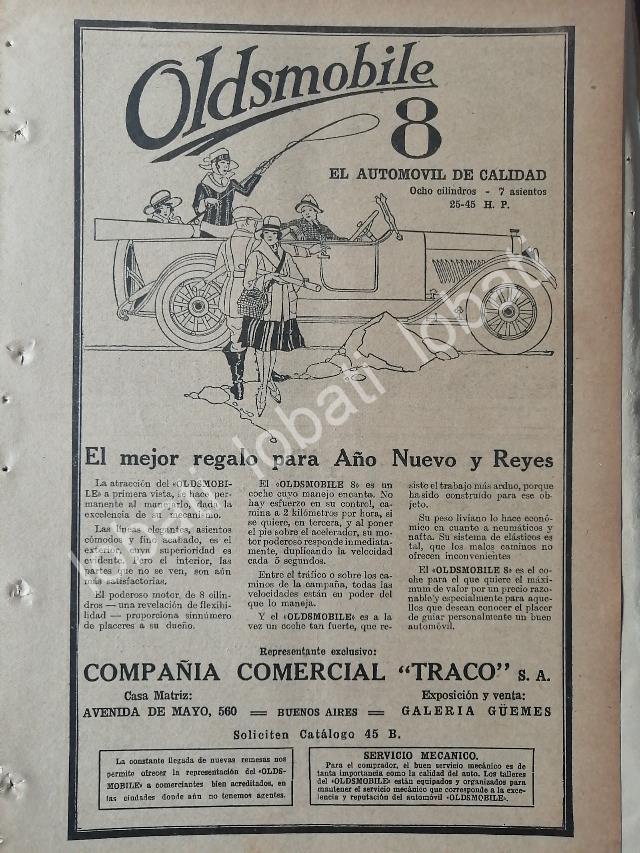 Oldsmobile
8
EL AUTOMOVIL DE CALIDAD
Ocho cilindros - 7 asientos
25-45 H. P.
El mejor regalo para Año Nuevo y Reyes
La atracción del «OLDSMOBI-
LE» a primera vista, se hace per-
manente al manejarlo, dada la
excelencia de su mecanismo.
Las líneas elegantes, asientos
cómodos y fino acabado, es el
exterior, cuya superioridad es
evidente. Pero el interior, las
partes que no se ven, son aún
más satisfactorias.
El poderoso motor, de 8 cilin-
dros — una revelación de flexibi-
lidad — proporciona sinnúmero
de placeres a su dueño.
El «OLDSMOBILE 8» es un
coche cuyo manejo encanta. No
hay esfuerzo en su control, ca-
mina a 2 kilómetros por hora, si
se quiere, en tercera, y al poner
el pie sobre el acelerador, su mo-
tor poderoso responde inmediata-
mente, duplicando la velocidad
cada 5 segundos.
Entre el tráfico o sobre los ca-
minos de la campaña, todas las
velocidades están en poder del
que lo maneja.
Y el «OLDSMOBILE» es a la
vez un coche tan fuerte, que re-
siste el trabajo más arduo, porque
ha sido construído para ese ob-
jeto.
Su peso liviano lo hace econó-
mico en cuanto a neumáticos y
nafta. Su sistema de elásticos es
tal, que los malos caminos no
ofrecen inconvenientes
El «OLDSMOBILE 8» es el co-
che para el que quiere el máxi-
mum de valor por un precio razo-
nable y especialmente para aque-
llos que desean conocer el placer
de guiar personalmente un buen
automóvil.
Representante exclusivo:
COMPAÑIA COMERCIAL "TRACO" S. A.
Casa Matriz:
AVENIDA DE MAYO, 560 = BUENOS AIRES =
Exposición y venta:
GALERIA GÜEMES
Soliciten Catálogo 45 B.
La constante llegada de nuevas remesas nos
permite ofrecer la representación del «OLDS-
MOBILE» a comerciantes bien acreditados, en
las ciudades donde aún no tenemos agentes.
SERVICIO MECANICO.
Para el comprador, el buen servicio mecánico es de
tanta importancia como la calidad del auto. Los talleres
del «OLDSMOBILE» están equipados y organizados para
mantener el servicio mecánico que corresponde a la exce-
lencia y reputación del automóvil «OLDSMOBILE».
lobati lobati lobati